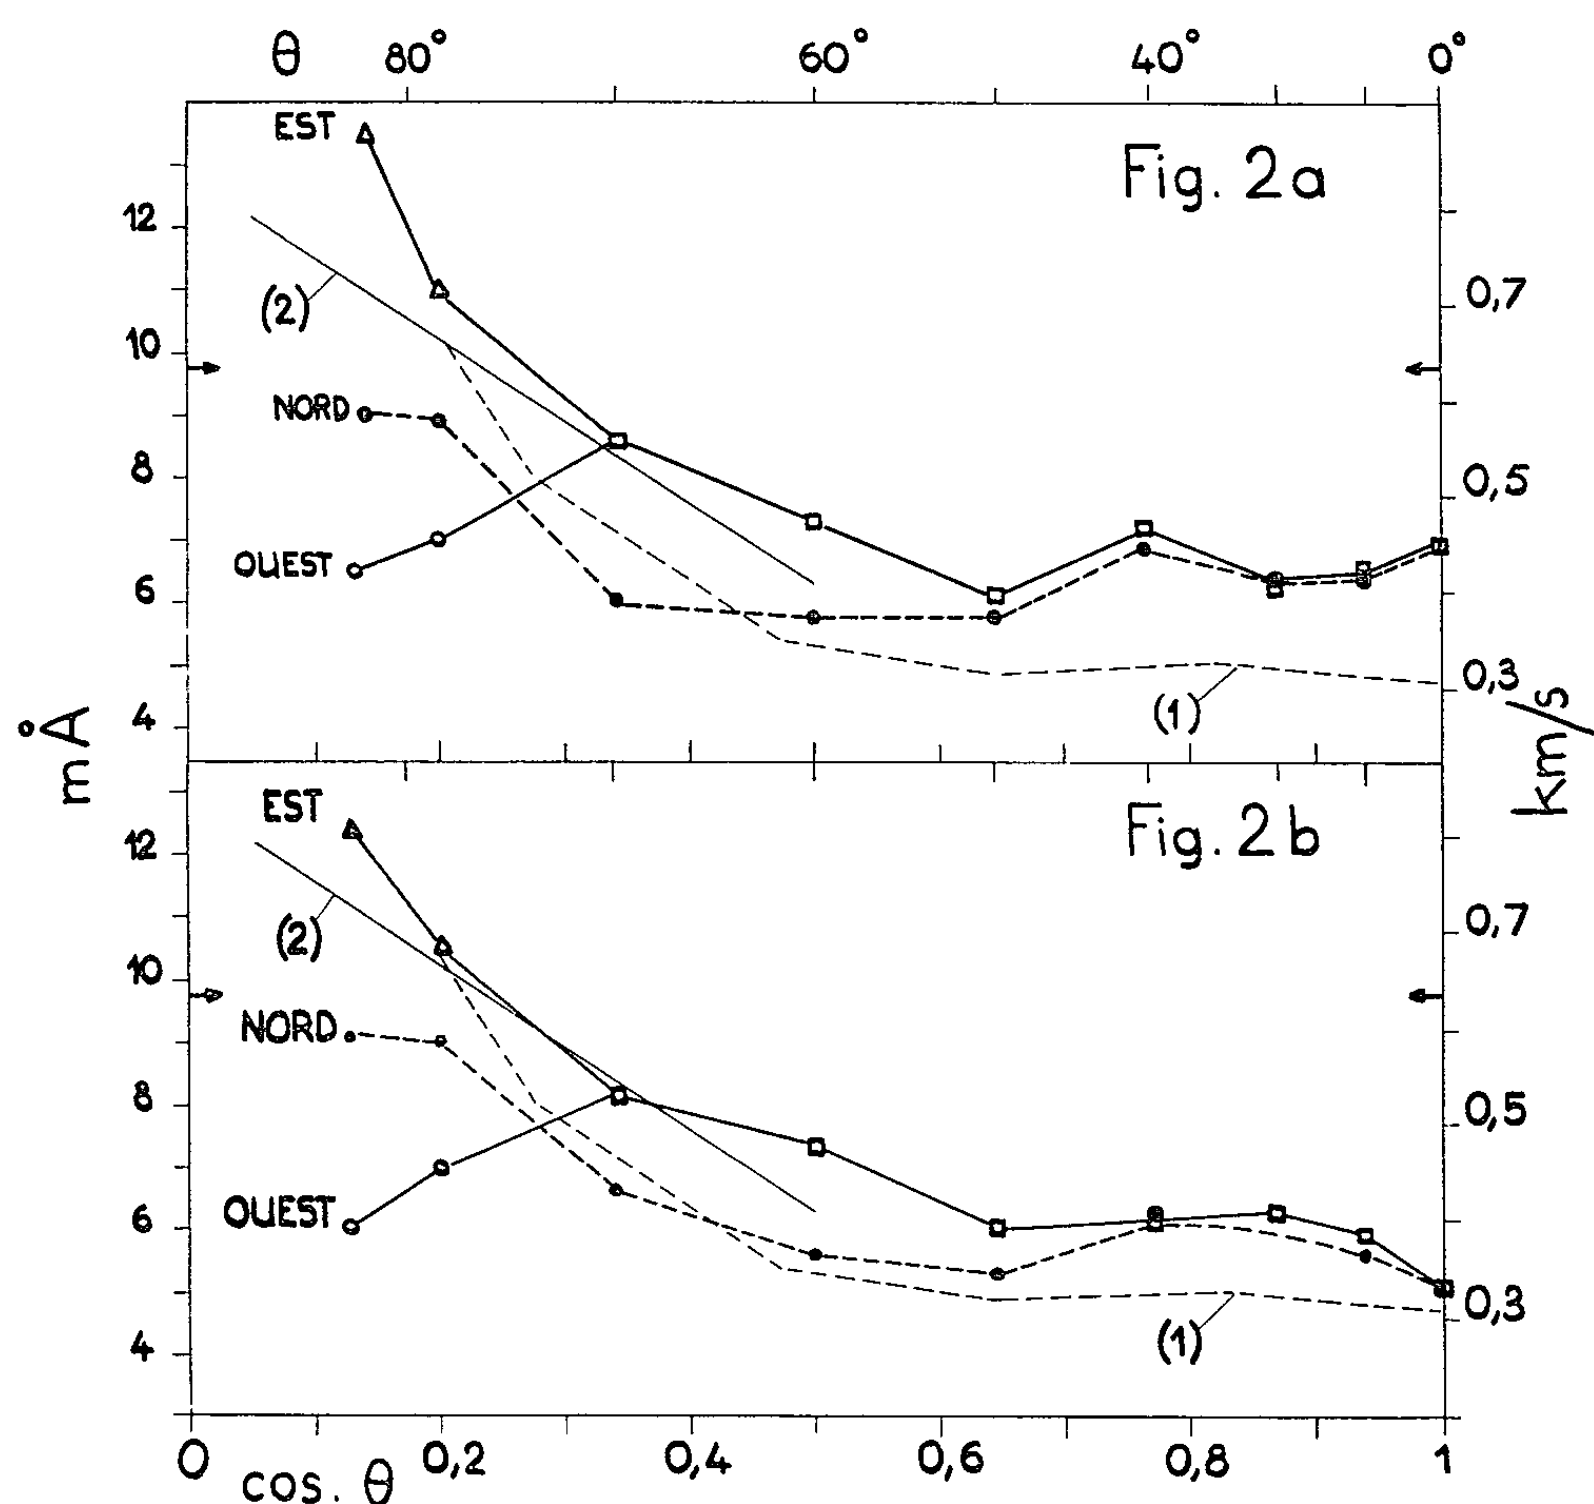 θ 80° 60° 40° 0°
EST
Fig. 2a
12
(2)
0,7
10
NORD
8
0,5
OUEST
6
0,3
(1)
4
mÅ
km/s
EST
Fig. 2b
12
(2)
0,7
10
NORD
8
0,5
OUEST
6
0,3
(1)
4
0 0,2 0,4 0,6 0,8 1
cos. θ